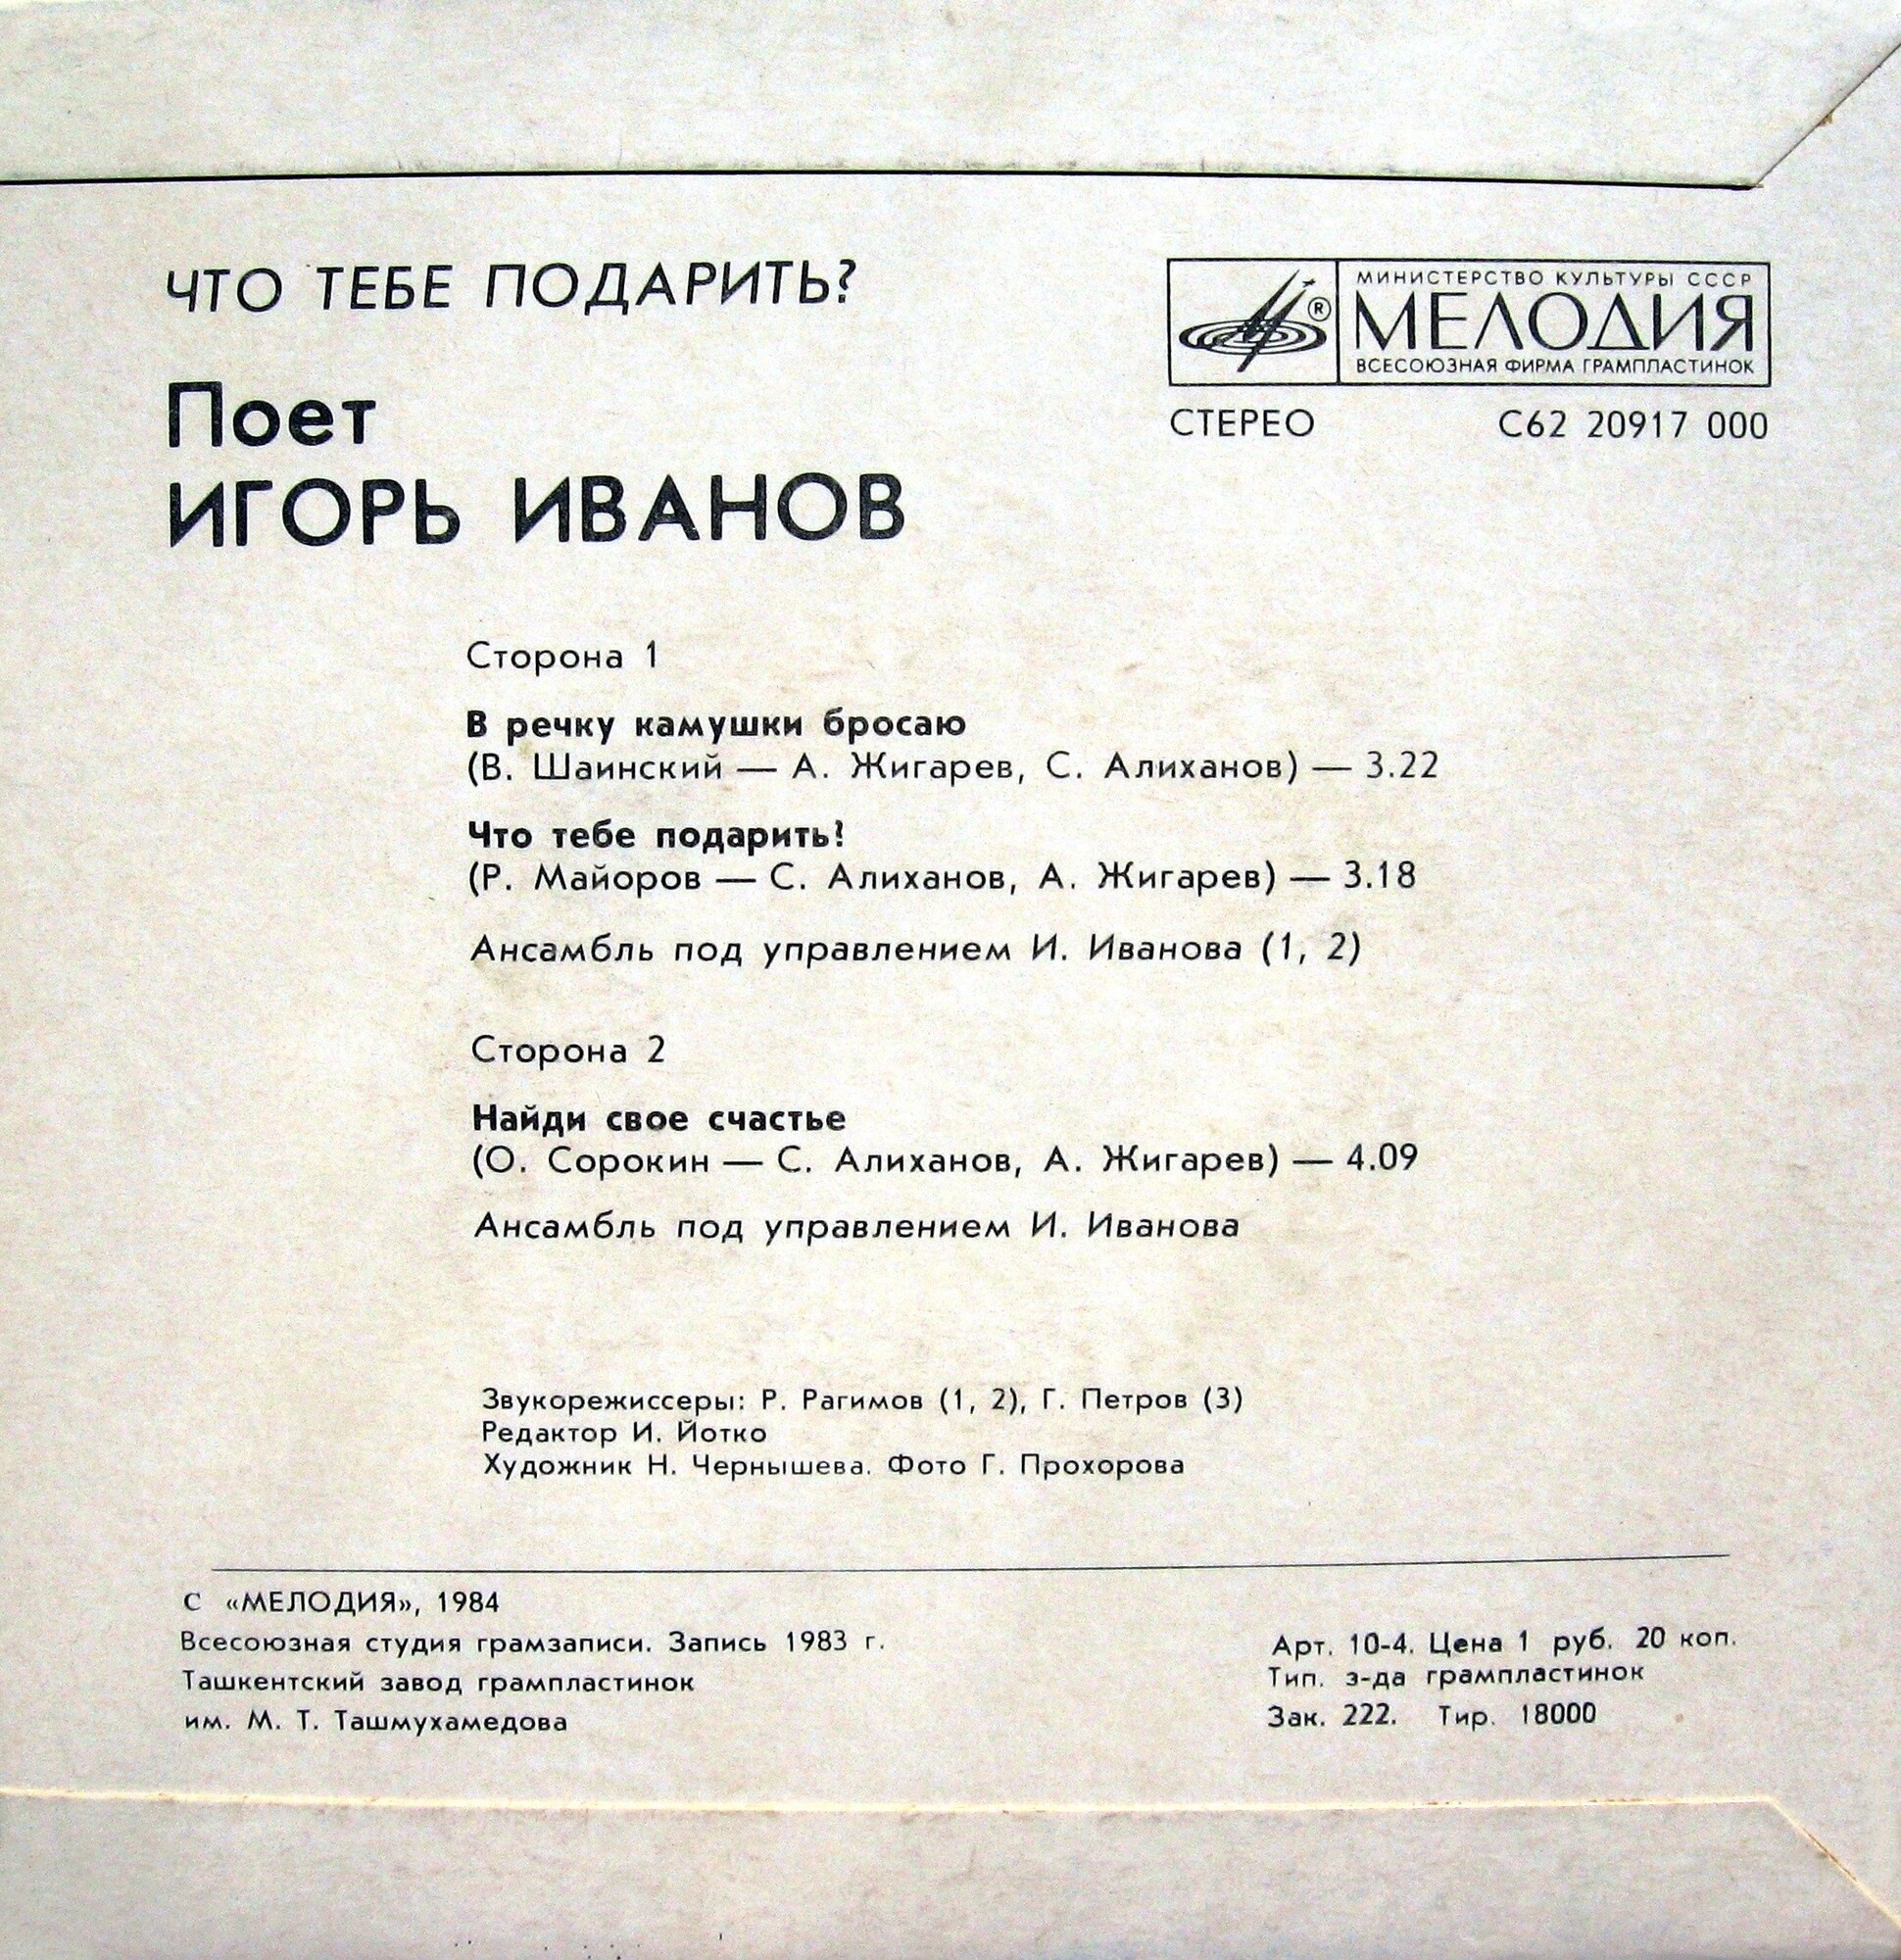 ЧТО ТЕБЕ ПОДАРИТЬ?
Поет
ИГОРЬ ИВАНОВ
МИНИСТЕРСТВО КУЛЬТУРЫ СССР
®
МЕЛОДИЯ
ВСЕСОЮЗНАЯ ФИРМА ГРАМПЛАСТИНОК
СТЕРЕО С62 20917 000
Сторона 1
В речку камушки бросаю
(В. Шаинский — А. Жигарев, С. Алиханов) — 3.22
Что тебе подарить?
(Р. Майоров — С. Алиханов, А. Жигарев) — 3.18
Ансамбль под управлением И. Иванова (1, 2)
Сторона 2
Найди свое счастье
(О. Сорокин — С. Алиханов, А. Жигарев) — 4.09
Ансамбль под управлением И. Иванова
Звукорежиссеры: Р. Рагимов (1, 2), Г. Петров (3)
Редактор И. Йотко
Художник Н. Чернышева. Фото Г. Прохорова
С «МЕЛОДИЯ», 1984
Всесоюзная студия грамзаписи. Запись 1983 г.
Ташкентский завод грампластинок
им. М. Т. Ташмухамедова
Арт. 10-4. Цена 1 руб. 20 коп.
Тип. з-да грампластинок
Зак. 222. Тир. 18000